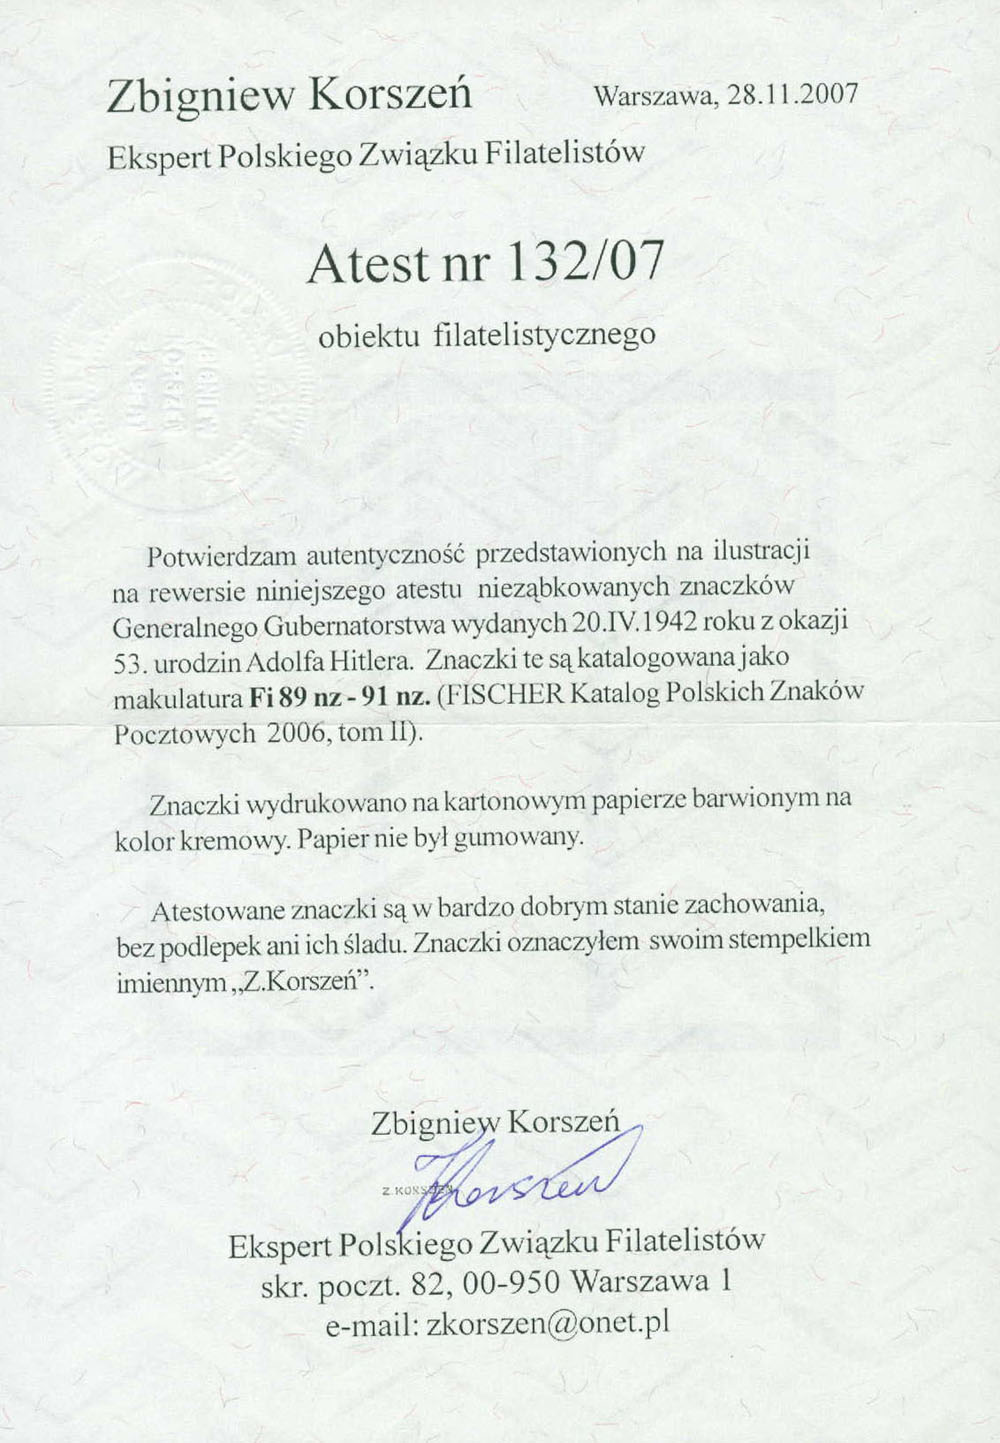 Zbigniew Korszeń Warszawa, 28.11.2007
Ekspert Polskiego Związku Filatelistów
Atest nr 132/07
obiektu filatelistycznego
Potwierdzam autentyczność przedstawionych na ilustracji
na rewersie niniejszego atestu nieząbkowanych znaczków
Generalnego Gubernatorstwa wydanych 20.IV.1942 roku z okazji
53. urodzin Adolfa Hitlera. Znaczki te są katalogowana jako
makulatura Fi 89 nz - 91 nz. (FISCHER Katalog Polskich Znaków
Pocztowych 2006, tom II).
Znaczki wydrukowano na kartonowym papierze barwionym na
kolor kremowy. Papier nie był gumowany.
Atestowane znaczki są w bardzo dobrym stanie zachowania,
bez podlepek ani ich śladu. Znaczki oznaczyłem swoim stempelkiem
imiennym „Z.Korszeń”.
Zbigniew Korszeń
Z.KORSZEŃ
ZKorszeń
Ekspert Polskiego Związku Filatelistów
skr. poczt. 82, 00-950 Warszawa 1
e-mail: zkorszen@onet.pl